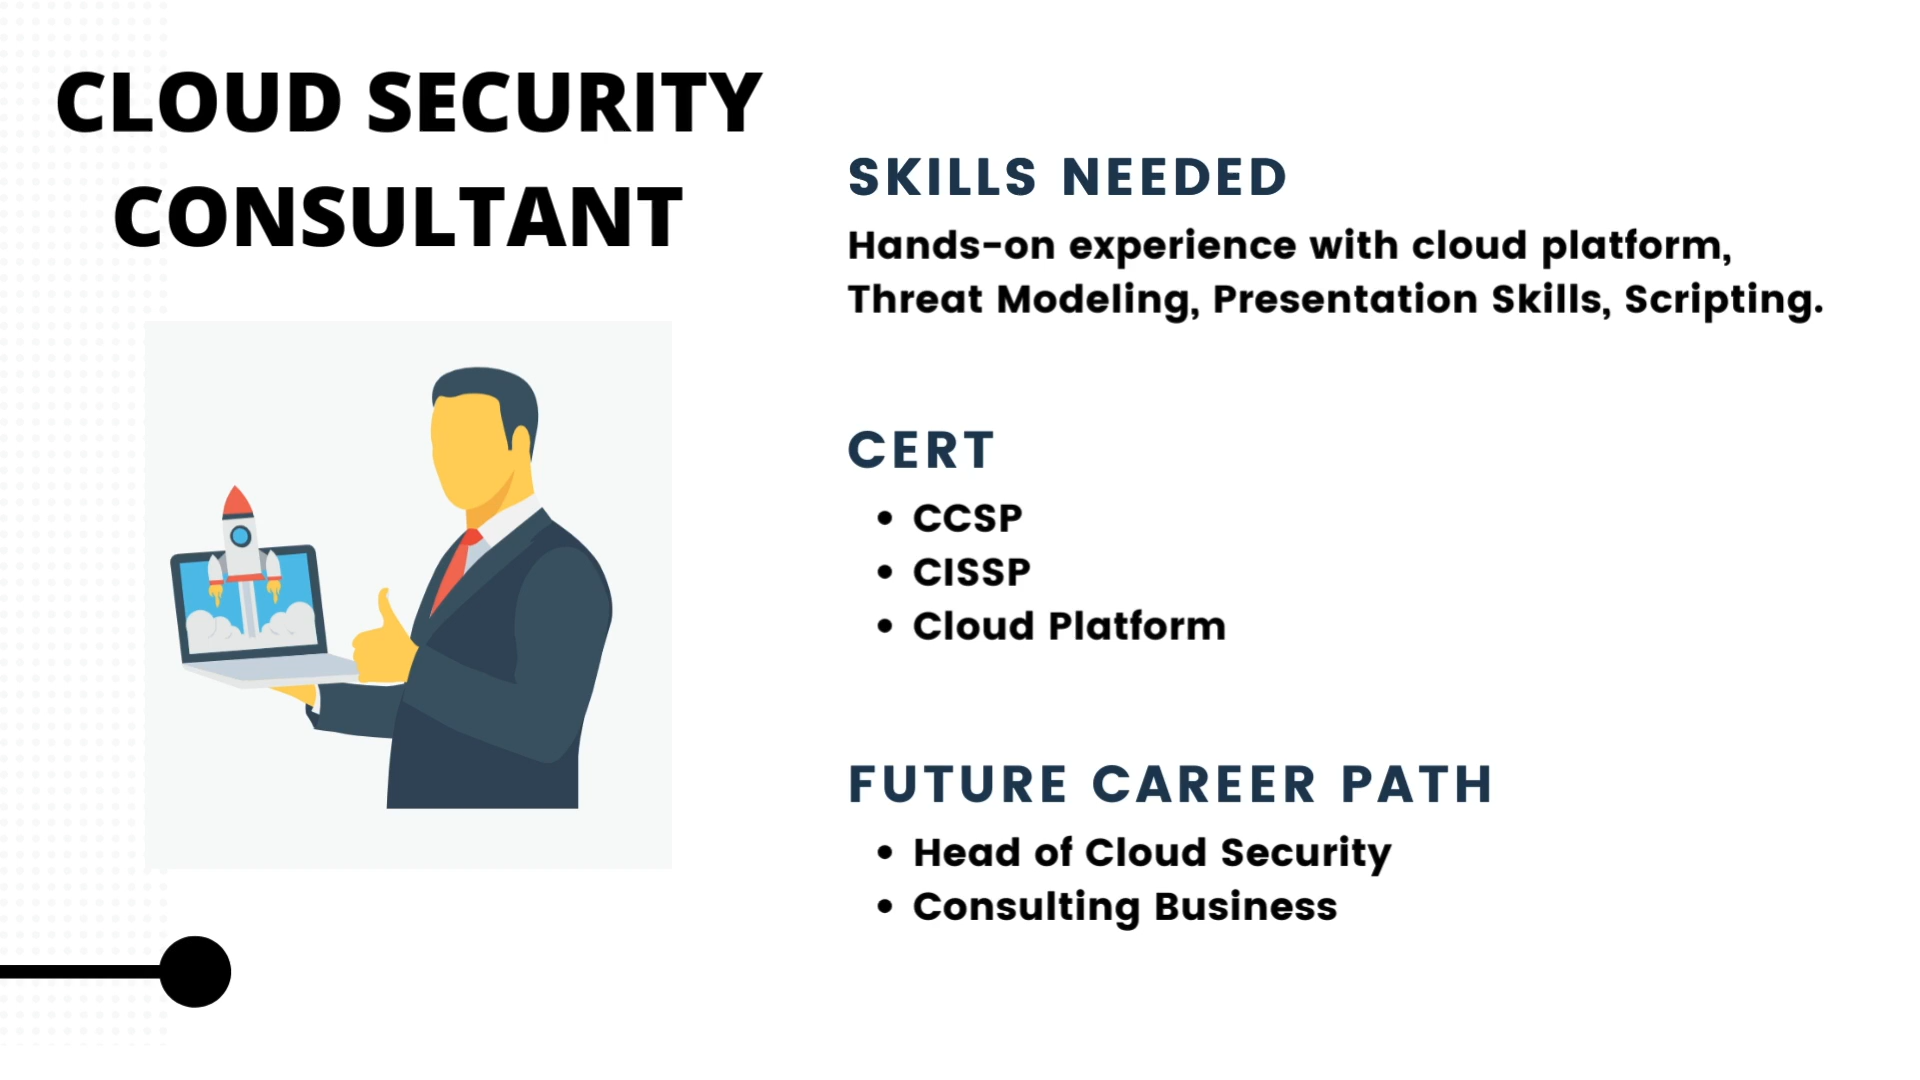 CLOUD SECURITY
CONSULTANT
SKILLS NEEDED
Hands-on experience with cloud platform,
Threat Modeling, Presentation Skills, Scripting.
CERT
• CCSP
• CISSP
• Cloud Platform
FUTURE CAREER PATH
• Head of Cloud Security
• Consulting Business